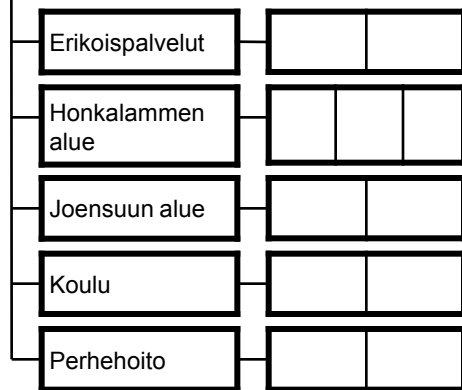 Erikoispalvelut
Honkalammen
alue
Joensuun alue
Koulu
Perhehoito